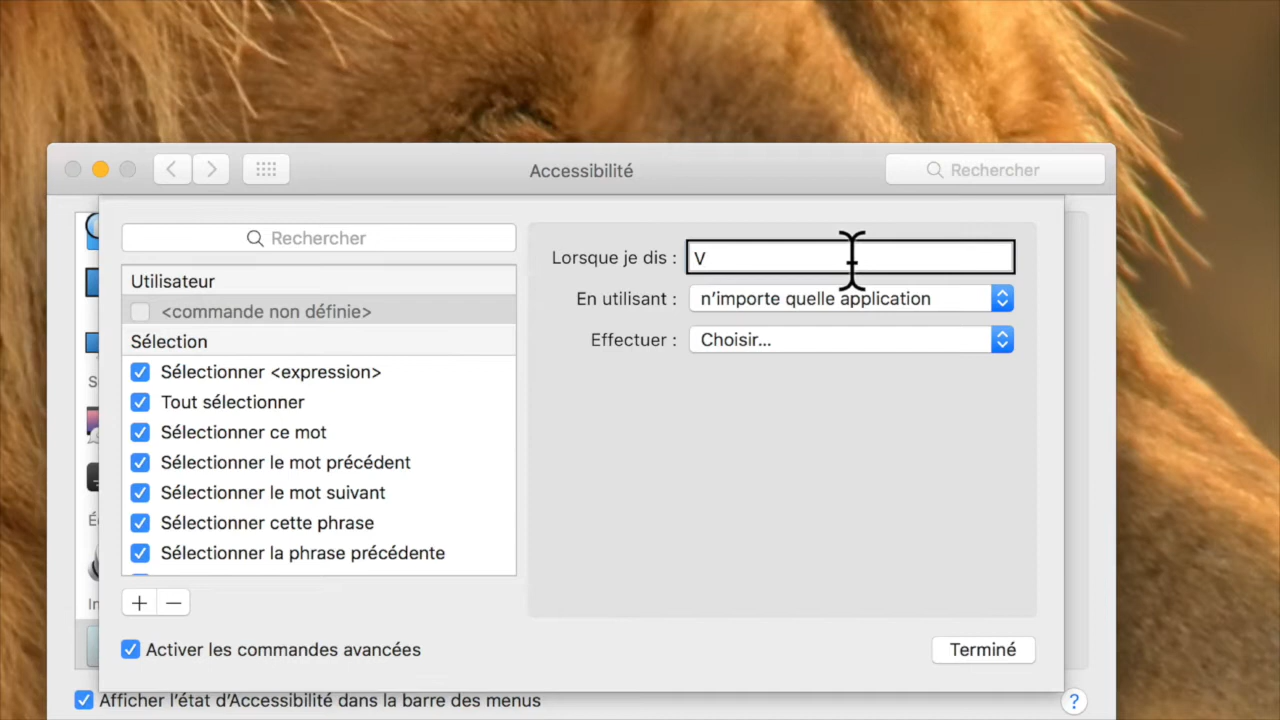 Accessibilité
Rechercher
Rechercher
Utilisateur
<commande non définie>
Sélection
Sélectionner <expression>
Tout sélectionner
Sélectionner ce mot
Sélectionner le mot précédent
Sélectionner le mot suivant
Sélectionner cette phrase
Sélectionner la phrase précédente
+ −
Lorsque je dis : V
En utilisant : n’importe quelle application
Effectuer : Choisir...
Activer les commandes avancées
Terminé
Afficher l’état d’Accessibilité dans la barre des menus
?